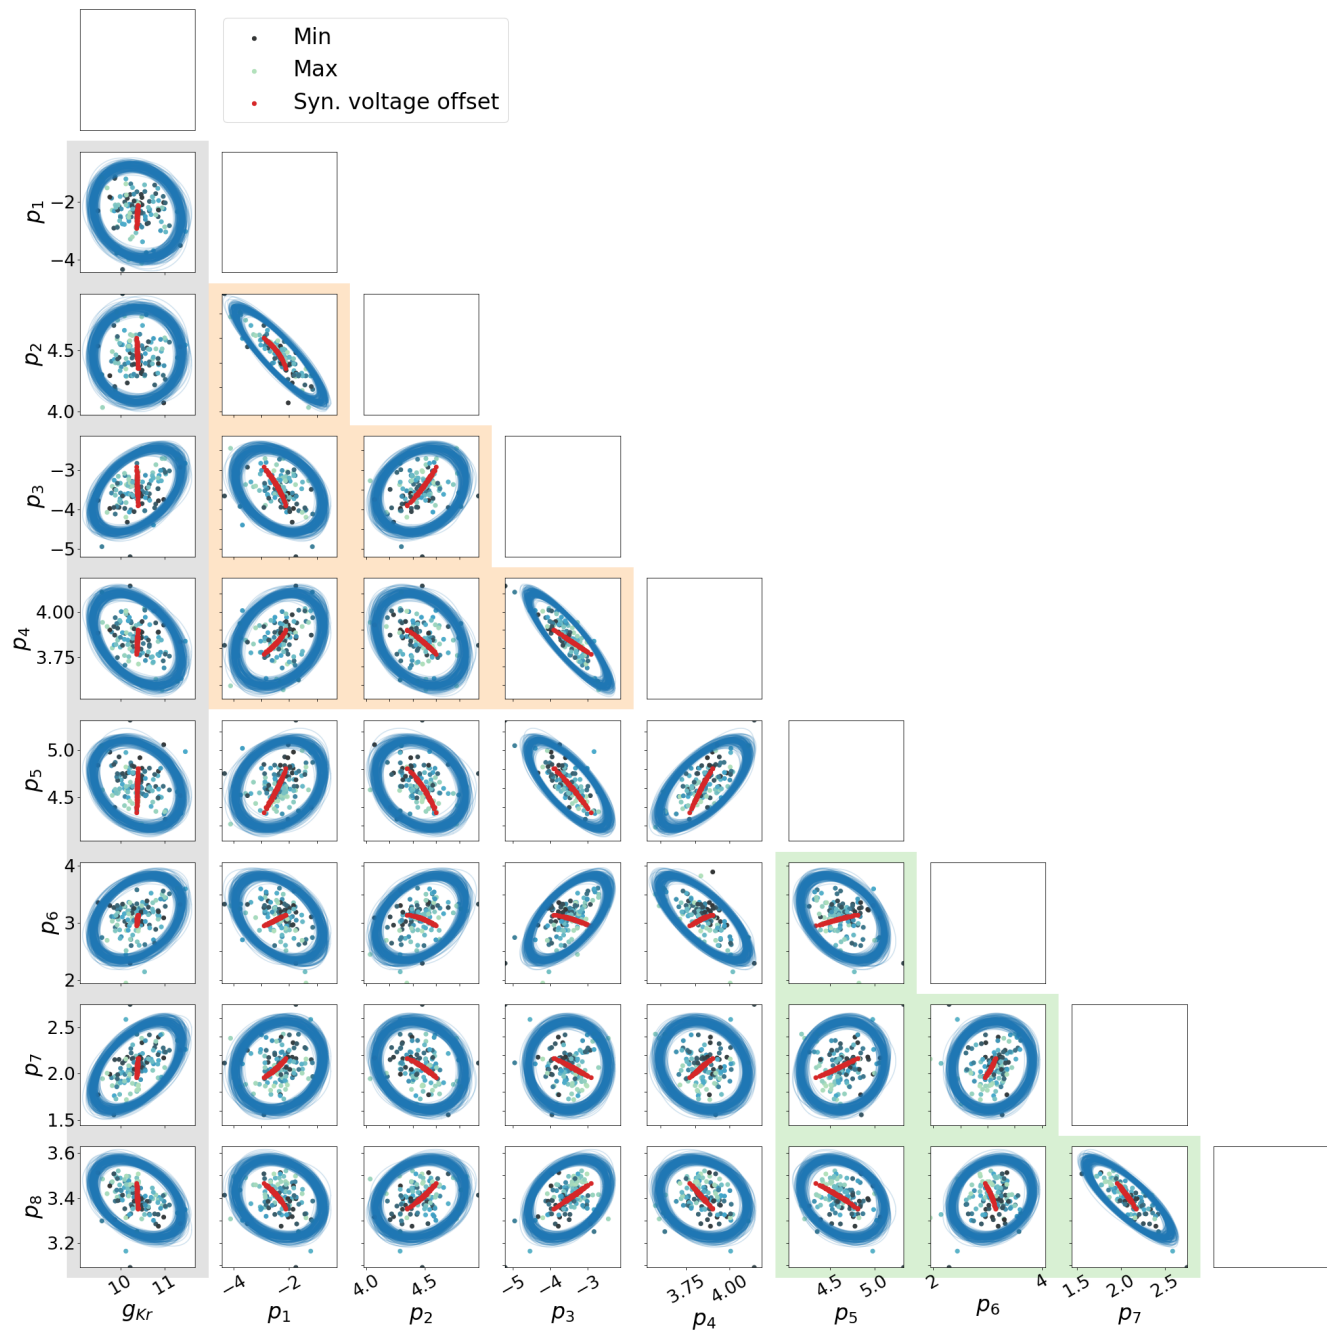 Min
Max
Syn. voltage offset
p1
−2
−4
p2
4.5
4.0
p3
−3
−4
−5
p4
4.00
3.75
p5
5.0
4.5
p6
4
3
2
p7
2.5
2.0
1.5
p8
3.6
3.4
3.2
10 11 −4 −2 4.0 4.5 −5 −4 −3 3.75 4.00 4.5 5.0 2 4 1.5 2.0 2.5
gKr p1 p2 p3 p4 p5 p6 p7